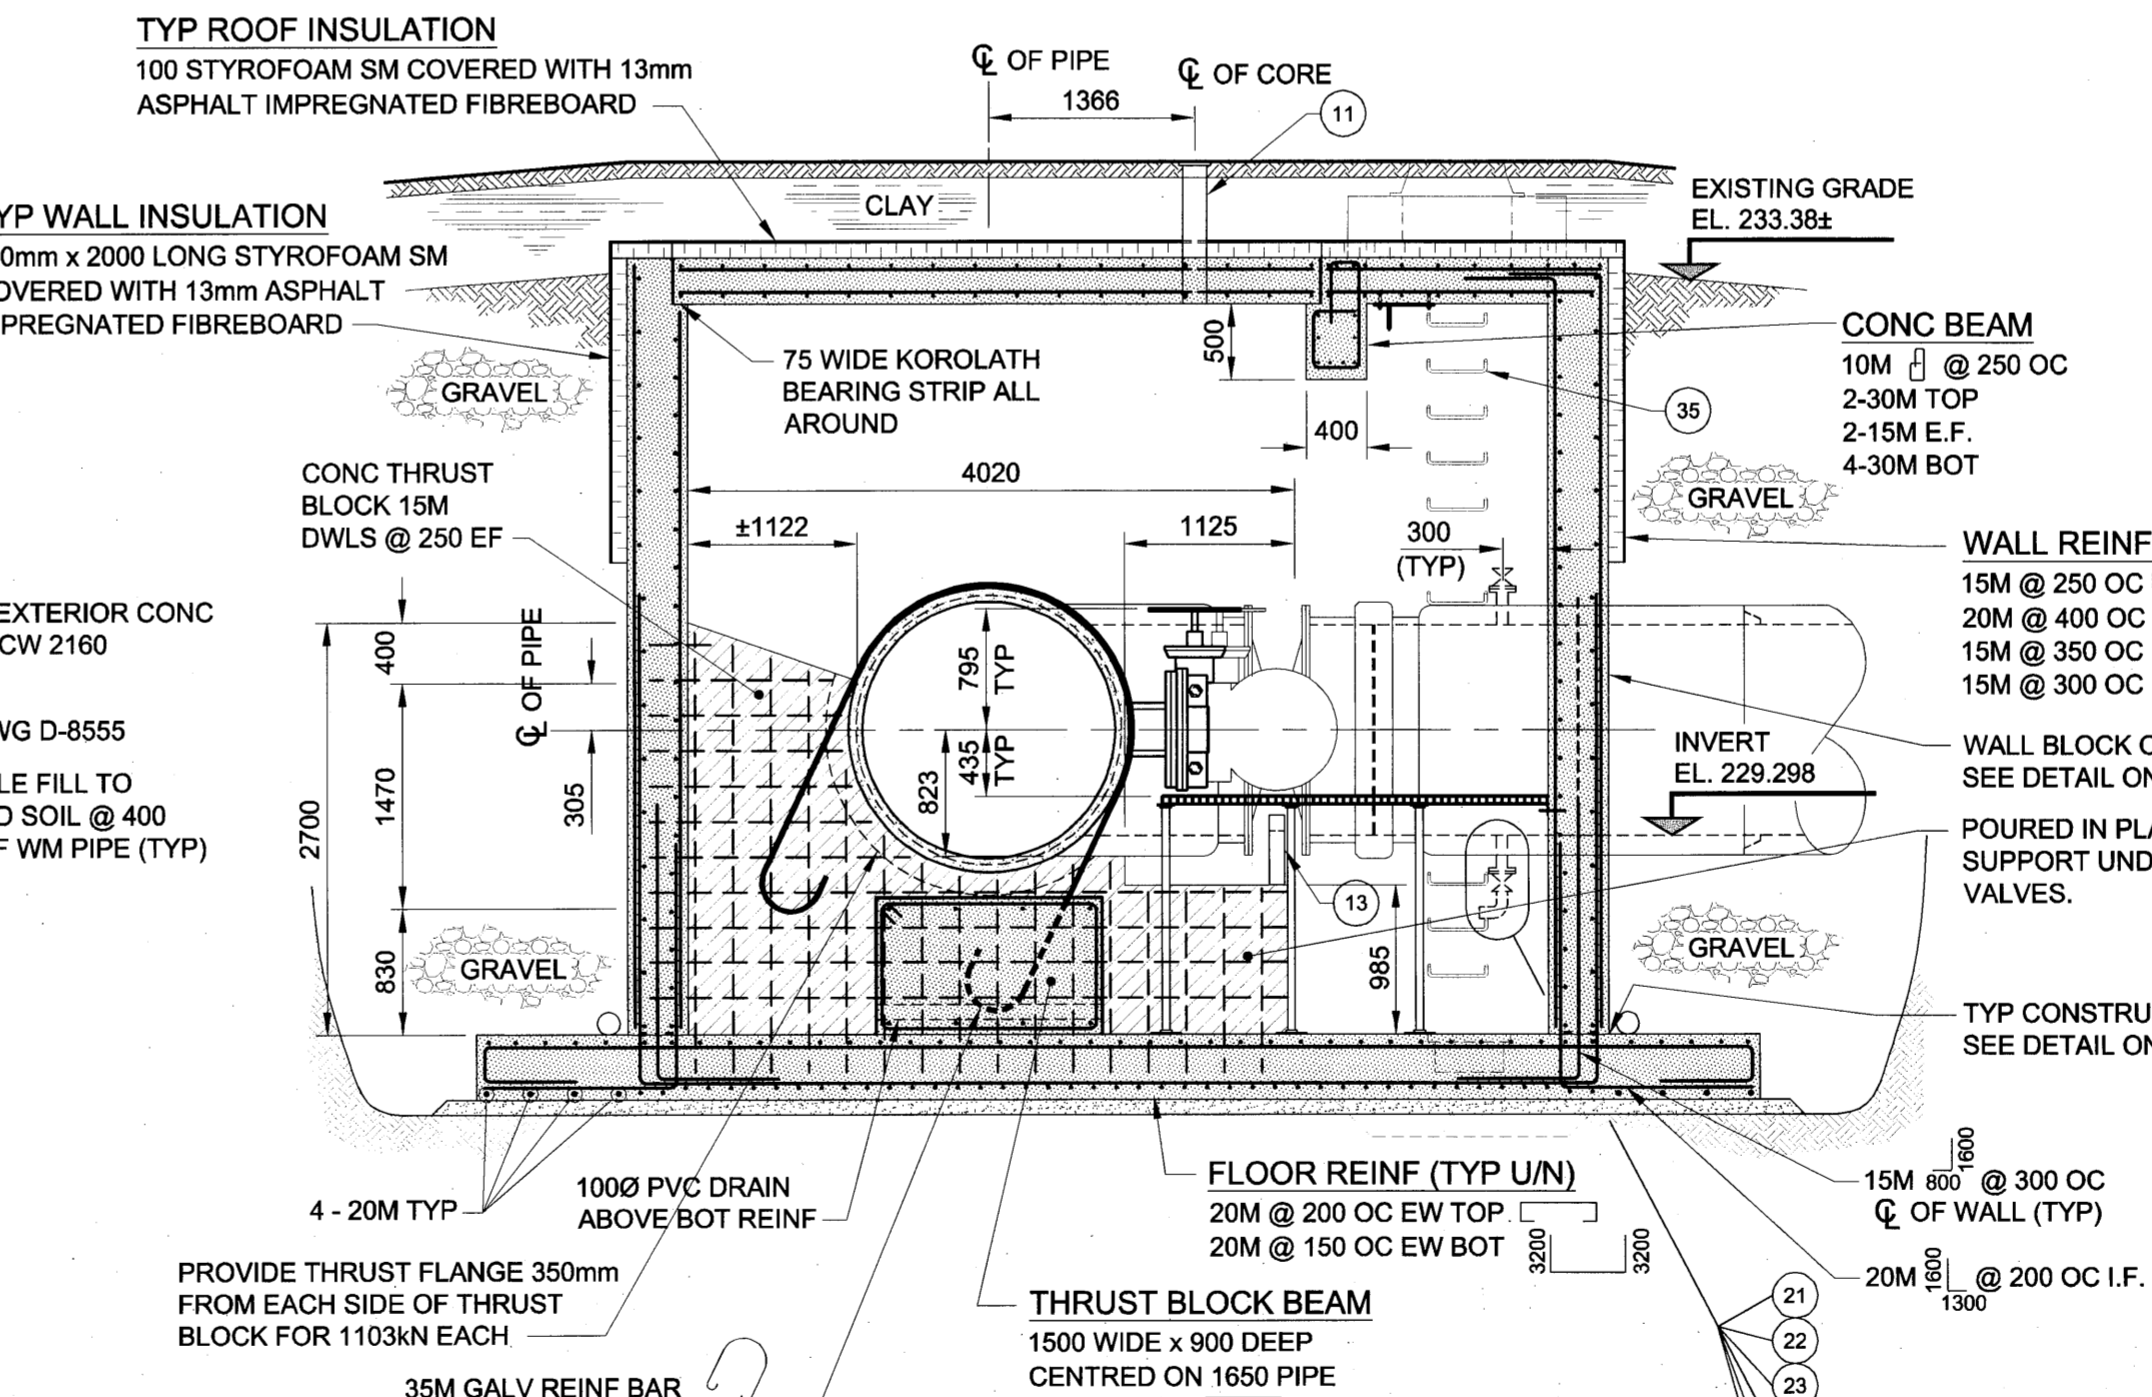 TYP ROOF INSULATION
100 STYROFOAM SM COVERED WITH 13mm
ASPHALT IMPREGNATED FIBREBOARD
℄ OF PIPE
℄ OF CORE
1366
11
CLAY
EXISTING GRADE
EL. 233.38±
YP WALL INSULATION
0mm x 2000 LONG STYROFOAM SM
OVERED WITH 13mm ASPHALT
PREGNATED FIBREBOARD
GRAVEL
75 WIDE KOROLATH
BEARING STRIP ALL
AROUND
500
400
CONC BEAM
10M @ 250 OC
2-30M TOP
2-15M E.F.
4-30M BOT
35
GRAVEL
CONC THRUST
BLOCK 15M
DWLS @ 250 EF
4020
±1122
1125
300
(TYP)
WALL REINF
15M @ 250 OC
20M @ 400 OC
15M @ 350 OC
15M @ 300 OC
EXTERIOR CONC
CW 2160
WG D-8555
LE FILL TO
D SOIL @ 400
F WM PIPE (TYP)
2700
400
1470
830
℄ OF PIPE
305
795
TYP
435
TYP
823
INVERT
EL. 229.298
WALL BLOCK
SEE DETAIL ON
POURED IN PLA
SUPPORT UND
VALVES.
13
985
GRAVEL
GRAVEL
TYP CONSTRU
SEE DETAIL ON
4 - 20M TYP
100Ø PVC DRAIN
ABOVE BOT REINF
FLOOR REINF (TYP U/N)
20M @ 200 OC EW TOP
20M @ 150 OC EW BOT
3200
3200
15M 800 1600 @ 300 OC
℄ OF WALL (TYP)
20M 1600 1300 @ 200 OC I.F.
PROVIDE THRUST FLANGE 350mm
FROM EACH SIDE OF THRUST
BLOCK FOR 1103kN EACH
THRUST BLOCK BEAM
1500 WIDE x 900 DEEP
CENTRED ON 1650 PIPE
35M GALV REINF BAR
21
22
23